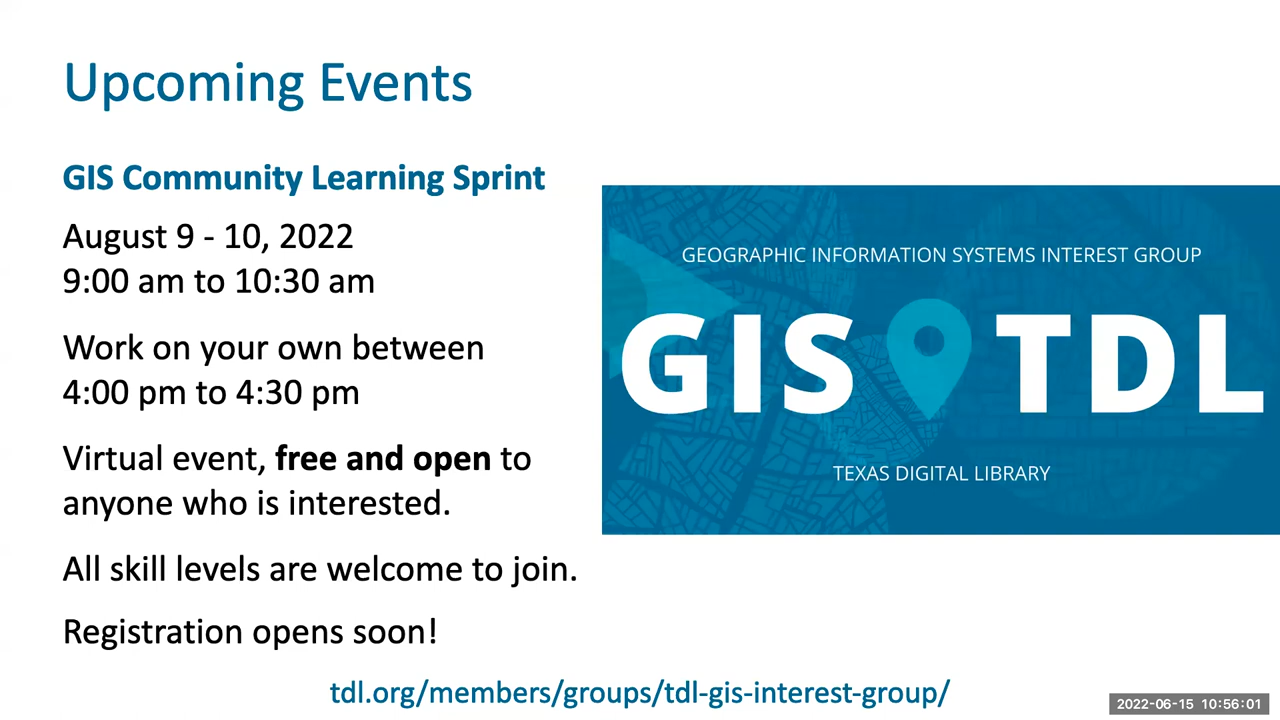 Upcoming Events
GIS Community Learning Sprint
August 9 - 10, 2022
9:00 am to 10:30 am
Work on your own between
4:00 pm to 4:30 pm
Virtual event, free and open to
anyone who is interested.
All skill levels are welcome to join.
Registration opens soon!
GEOGRAPHIC INFORMATION SYSTEMS INTEREST GROUP
GIS TDL
TEXAS DIGITAL LIBRARY
tdl.org/members/groups/tdl-gis-interest-group/
2022-06-15 10:56:01